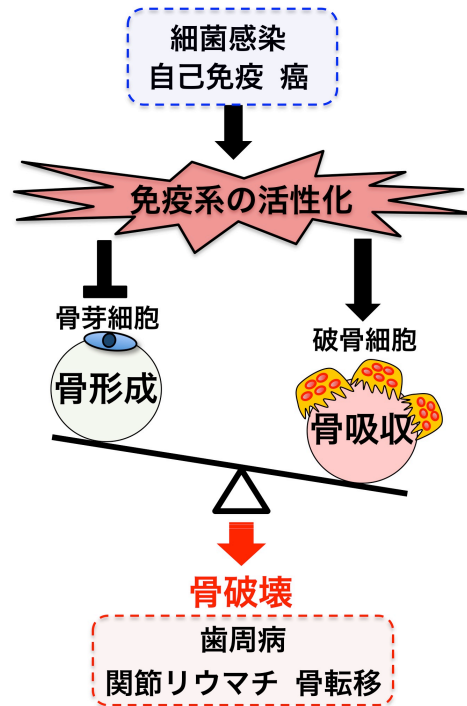 細菌感染
自己免疫 癌
免疫系の活性化
骨芽細胞
骨形成
破骨細胞
骨吸収
骨破壊
歯周病
関節リウマチ 骨転移